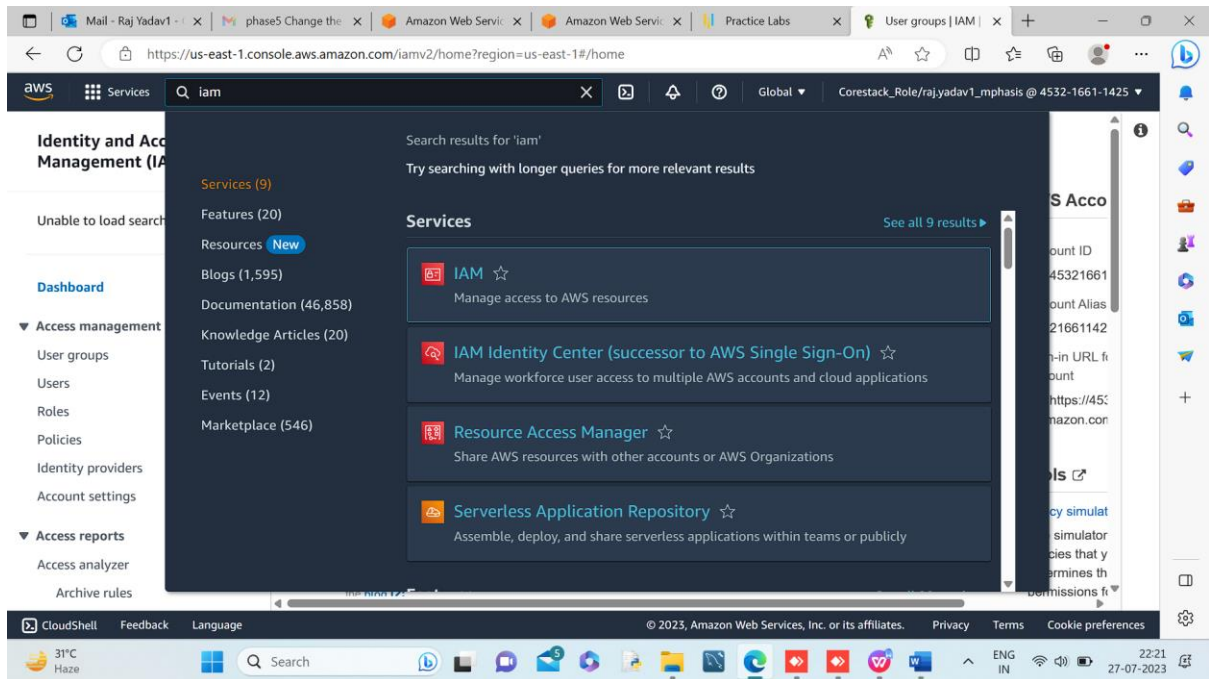 Mail - Raj Yadav1 -
phase5 Change the
Amazon Web Servic
Amazon Web Servic
Practice Labs
User groups | IAM |
https://us-east-1.console.aws.amazon.com/iamv2/home?region=us-east-1#/home
aws
Services
iam
Global
Corestack_Role/raj.yadav1_mphasis @ 4532-1661-1425
Identity and Acc
Management (IA
Unable to load search
Dashboard
Access management
User groups
Users
Roles
Policies
Identity providers
Account settings
Access reports
Access analyzer
Archive rules
Services (9)
Features (20)
Resources New
Blogs (1,595)
Documentation (46,858)
Knowledge Articles (20)
Tutorials (2)
Events (12)
Marketplace (546)
Search results for 'iam'
Try searching with longer queries for more relevant results
Services
See all 9 results
IAM
Manage access to AWS resources
IAM Identity Center (successor to AWS Single Sign-On)
Manage workforce user access to multiple AWS accounts and cloud applications
Resource Access Manager
Share AWS resources with other accounts or AWS Organizations
Serverless Application Repository
Assemble, deploy, and share serverless applications within teams or publicly
S Acco
ount ID
45321661
ount Alias
21661142
n-in URL fo
ount
https://453
mazon.con
ols
cy simulat
simulator
cies that y
ermines th
CloudShell
Feedback
Language
© 2023, Amazon Web Services, Inc. or its affiliates.
Privacy
Terms
Cookie preferences
31°C
Haze
Search
ENG
IN
22:21
27-07-2023